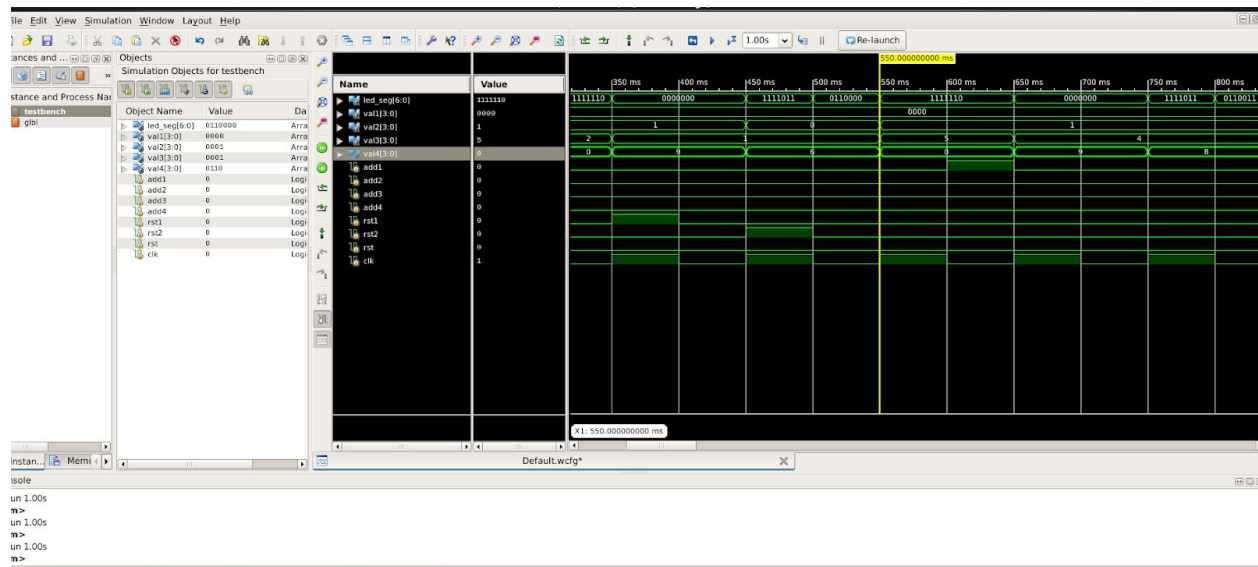 File Edit View Simulation Window Layout Help
1.00s
Re-launch
Objects
Simulation Objects for testbench
Object Name Value Da
led_seg[6:0] 0110000 Arra
val1[3:0] 0000 Arra
val2[3:0] 0001 Arra
val3[3:0] 0001 Arra
val4[3:0] 0110 Arra
add1 0 Logi
add2 0 Logi
add3 0 Logi
add4 0 Logi
rst1 0 Logi
rst2 0 Logi
rst 0 Logi
clk 0 Logi
tances and ...
stance and Process Nar
testbench
glbl
Name Value
led_seg[6:0] 1111110
val1[3:0] 0000
val2[3:0] 1
val3[3:0] 5
val4[3:0] 0
add1 0
add2 0
add3 0
add4 0
rst1 0
rst2 0
rst 0
clk 1
550.000000000 ms
350 ms 400 ms 450 ms 500 ms 550 ms 600 ms 650 ms 700 ms 750 ms 800 ms
1111110 0000000 1111011 0110000 1111110 0000000 1111011 0110011
0000
1 0 1
2 1 5 4
0 9 6 0 9 8
X1: 550.000000000 ms
Instan... Memo
Default.wcfg*
nsole
un 1.00s
m>
un 1.00s
m>
un 1.00s
m>